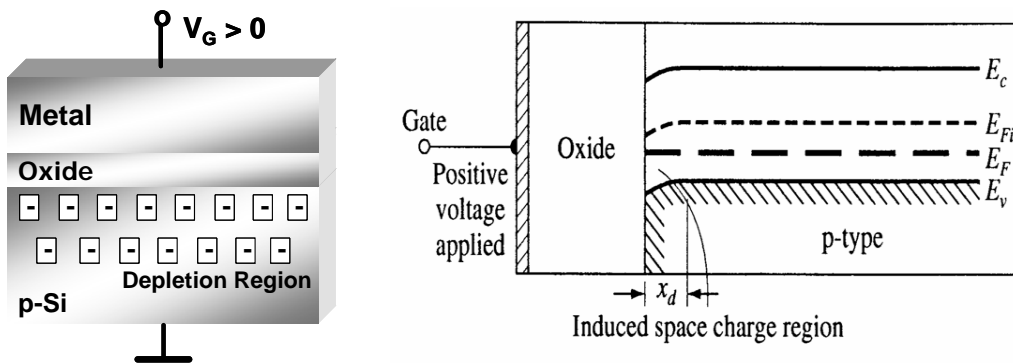 V_G > 0
Metal
Oxide
- - - - - - - -
- - - - - - -
Depletion Region
p-Si
Gate
Positive
voltage
applied
Oxide
E_c
E_Fi
E_F
E_v
p-type
x_d
Induced space charge region